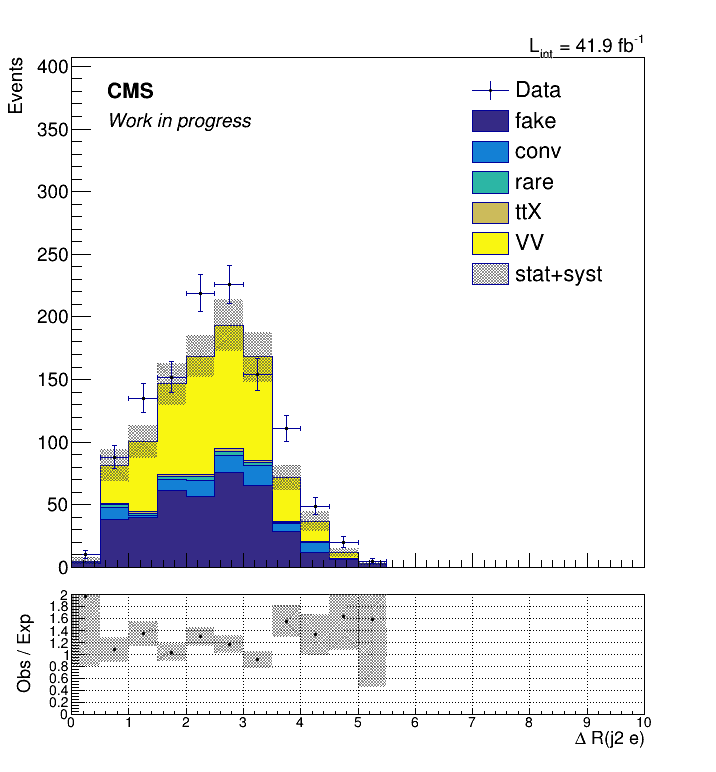 L_int = 41.9 fb^-1
Events
400
350
300
250
200
150
100
50
0
CMS
Work in progress
Data
fake
conv
rare
ttX
VV
stat+syst
Obs / Exp
2
1.8
1.6
1.4
1.2
1
0.8
0.6
0.4
0.2
0
0 1 2 3 4 5 6 7 8 9 10
Δ R(j2 e)